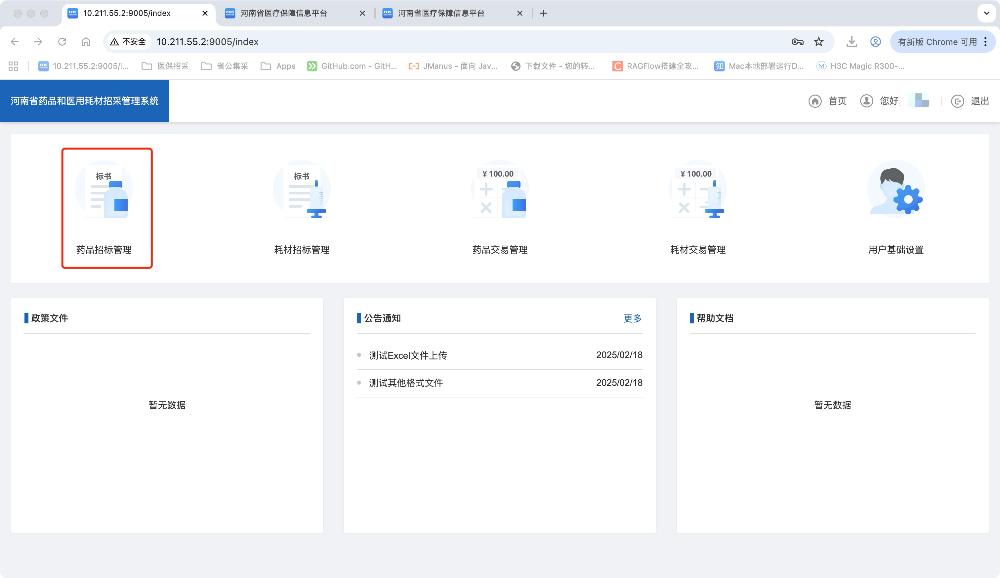 10.211.55.2:9005/index
河南省医疗保障信息平台
河南省医疗保障信息平台
不安全
10.211.55.2:9005/index
有新版 Chrome 可用
10.211.55.2:9005/i...
医保招采
省公集采
Apps
GitHub.com - GitH...
JManus - 面向 Jav...
下载文件 - 您的转...
RAGFlow搭建全攻...
Mac本地部署运行D...
H3C Magic R300-...
河南省药品和医用耗材招采管理系统
首页
您好
退出
标书
标书
¥ 100.00
¥ 100.00
药品招标管理
耗材招标管理
药品交易管理
耗材交易管理
用户基础设置
政策文件
暂无数据
公告通知
更多
测试Excel文件上传
2025/02/18
测试其他格式文件
2025/02/18
帮助文档
暂无数据